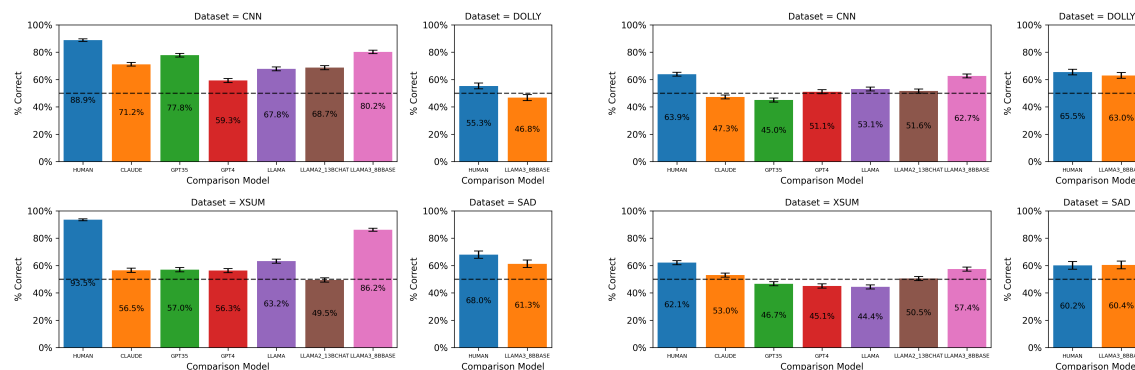 Dataset = CNN
100%
80%
60%
40%
20%
0%
% Correct
88.9%
71.2%
77.8%
59.3%
67.8%
68.7%
80.2%
HUMAN CLAUDE GPT35 GPT4 LLAMA LLAMA2_13BCHAT LLAMA3_8BBASE
Comparison Model
Dataset = DOLLY
100%
80%
60%
40%
20%
0%
% Correct
55.3%
46.8%
HUMAN LLAMA3_8BBASE
Comparison Model
Dataset = CNN
100%
80%
60%
40%
20%
0%
% Correct
63.9%
47.3%
45.0%
51.1%
53.1%
51.6%
62.7%
HUMAN CLAUDE GPT35 GPT4 LLAMA LLAMA2_13BCHAT LLAMA3_8BBASE
Comparison Model
Dataset = DOLLY
100%
80%
60%
40%
20%
0%
% Correct
65.5%
63.0%
HUMAN
Comparison Model
Dataset = XSUM
100%
80%
60%
40%
20%
0%
% Correct
93.5%
56.5%
57.0%
56.3%
63.2%
49.5%
86.2%
HUMAN CLAUDE GPT35 GPT4 LLAMA LLAMA2_13BCHAT LLAMA3_8BBASE
Comparison Model
Dataset = SAD
100%
80%
60%
40%
20%
0%
% Correct
68.0%
61.3%
HUMAN LLAMA3_8BBASE
Comparison Model
Dataset = XSUM
100%
80%
60%
40%
20%
0%
% Correct
62.1%
53.0%
46.7%
45.1%
44.4%
50.5%
57.4%
HUMAN CLAUDE GPT35 GPT4 LLAMA LLAMA2_13BCHAT LLAMA3_8BBASE
Comparison Model
Dataset = SAD
100%
80%
60%
40%
20%
0%
% Correct
60.2%
60.4%
HUMAN
Comparison Model